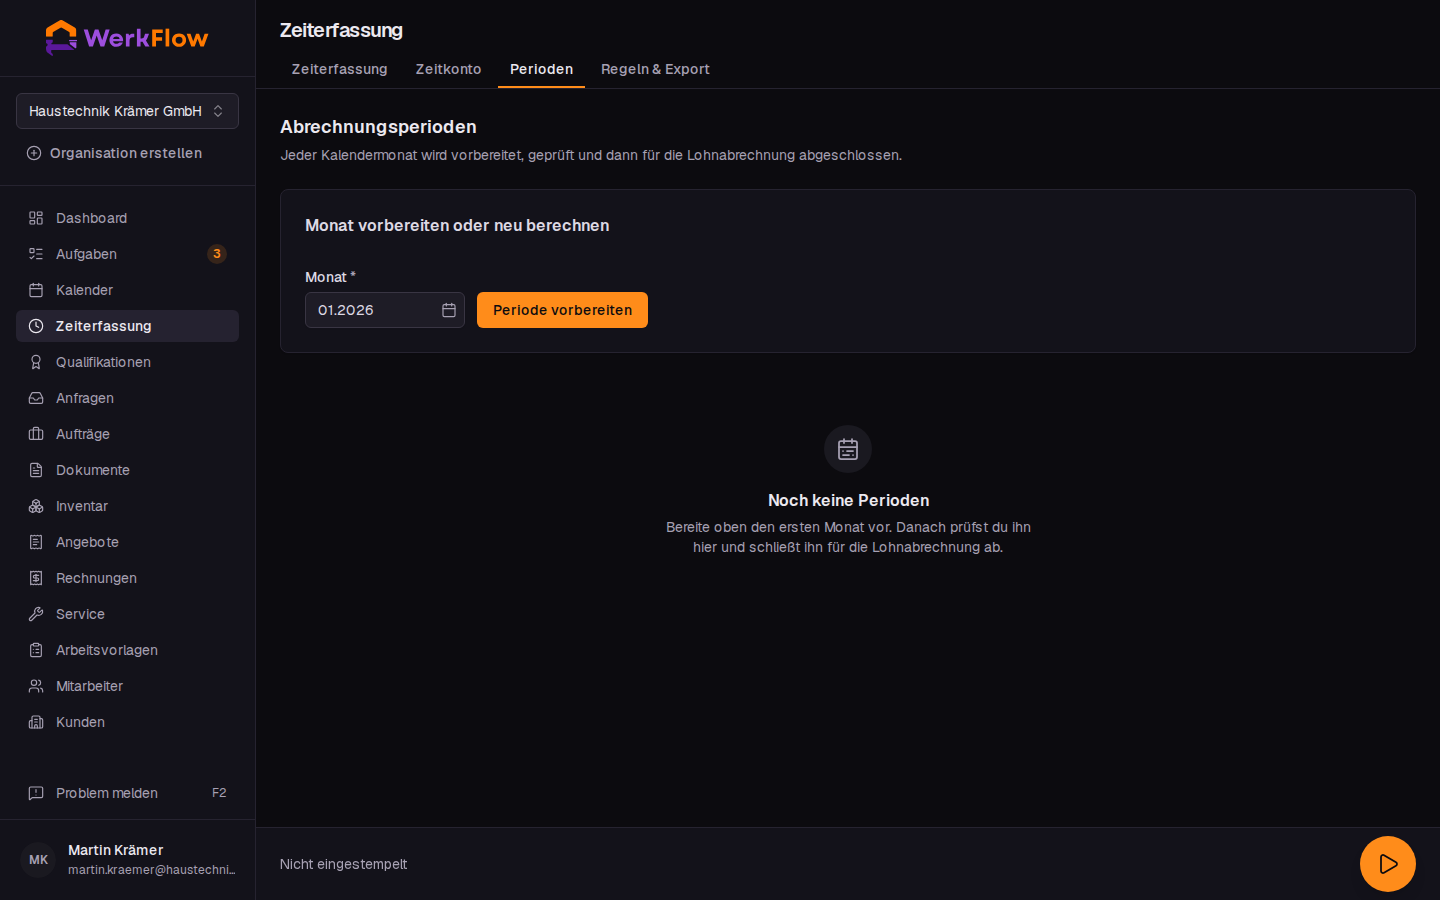 WerkFlow
Haustechnik Krämer GmbH
Organisation erstellen
Dashboard
Aufgaben 3
Kalender
Zeiterfassung
Qualifikationen
Anfragen
Aufträge
Dokumente
Inventar
Angebote
Rechnungen
Service
Arbeitsvorlagen
Mitarbeiter
Kunden
Problem melden F2
MK
Martin Krämer
martin.kraemer@haustechni…
Zeiterfassung
Zeiterfassung Zeitkonto Perioden Regeln & Export
Abrechnungsperioden
Jeder Kalendermonat wird vorbereitet, geprüft und dann für die Lohnabrechnung abgeschlossen.
Monat vorbereiten oder neu berechnen
Monat *
01.2026 Periode vorbereiten
Noch keine Perioden
Bereite oben den ersten Monat vor. Danach prüfst du ihn
hier und schließt ihn für die Lohnabrechnung ab.
Nicht eingestempelt